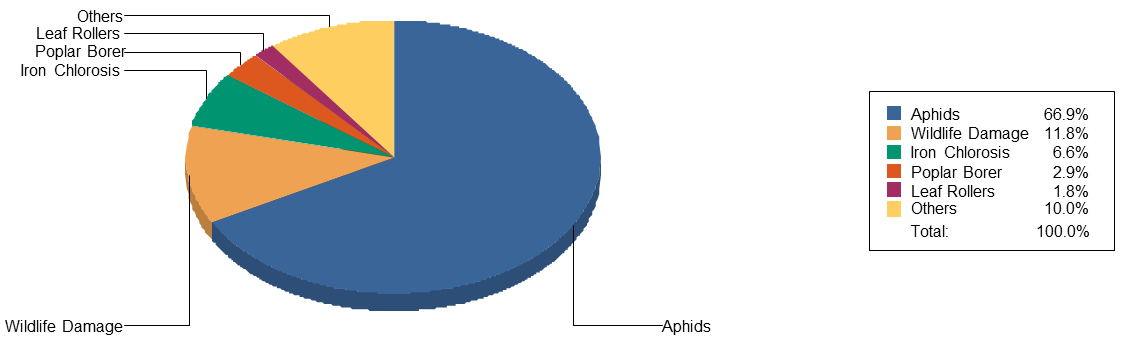 Others
Leaf Rollers
Poplar Borer
Iron Chlorosis
Wildlife Damage
Aphids
Aphids 66.9%
Wildlife Damage 11.8%
Iron Chlorosis 6.6%
Poplar Borer 2.9%
Leaf Rollers 1.8%
Others 10.0%
Total: 100.0%